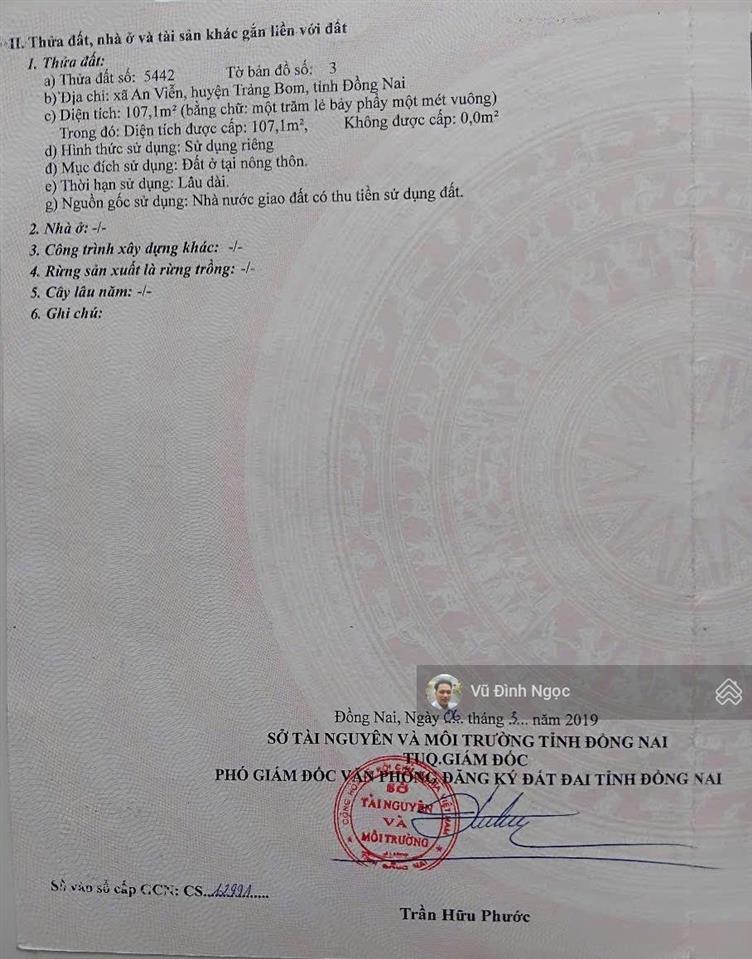 II. Thửa đất, nhà ở và tài sản khác gắn liền với đất
1. Thửa đất:
a) Thửa đất số: 5442 Tờ bản đồ số: 3
b) Địa chỉ: xã An Viễn, huyện Trảng Bom, tỉnh Đồng Nai
c) Diện tích: 107,1m² (bằng chữ: một trăm lẻ bảy phẩy một mét vuông)
Trong đó: Diện tích được cấp: 107,1m², Không được cấp: 0,0m²
d) Hình thức sử dụng: Sử dụng riêng
đ) Mục đích sử dụng: Đất ở tại nông thôn.
e) Thời hạn sử dụng: Lâu dài.
g) Nguồn gốc sử dụng: Nhà nước giao đất có thu tiền sử dụng đất.
2. Nhà ở: -/-
3. Công trình xây dựng khác: -/-
4. Rừng sản xuất là rừng trồng: -/-
5. Cây lâu năm: -/-
6. Ghi chú:
Vũ Đình Ngọc
Đồng Nai, Ngày 06. tháng 5... năm 2019
SỞ TÀI NGUYÊN VÀ MÔI TRƯỜNG TỈNH ĐỒNG NAI
TUQ.GIÁM ĐỐC
PHÓ GIÁM ĐỐC VĂN PHÒNG ĐĂNG KÝ ĐẤT ĐAI TỈNH ĐỒNG NAI
SỞ
TÀI NGUYÊN
VÀ
MÔI TRƯỜNG
TỈNH ĐỒNG NAI
Số vào sổ cấp GCN: CS...12991.....
Trần Hữu Phước